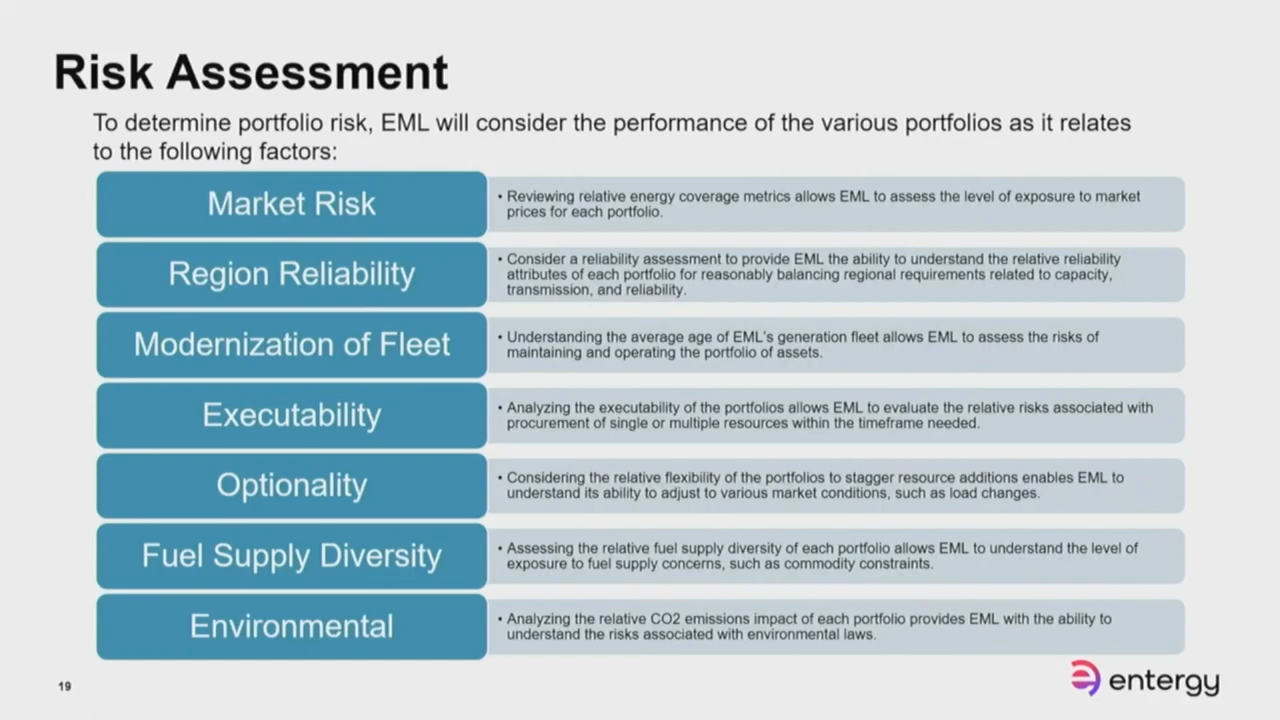 Risk Assessment
To determine portfolio risk, EML will consider the performance of the various portfolios as it relates
to the following factors:
Market Risk
• Reviewing relative energy coverage metrics allows EML to assess the level of exposure to market
prices for each portfolio.
Region Reliability
• Consider a reliability assessment to provide EML the ability to understand the relative reliability
attributes of each portfolio for reasonably balancing regional requirements related to capacity,
transmission, and reliability.
Modernization of Fleet
• Understanding the average age of EML's generation fleet allows EML to assess the risks of
maintaining and operating the portfolio of assets.
Executability
• Analyzing the executability of the portfolios allows EML to evaluate the relative risks associated with
procurement of single or multiple resources within the timeframe needed.
Optionality
• Considering the relative flexibility of the portfolios to stagger resource additions enables EML to
understand its ability to adjust to various market conditions, such as load changes.
Fuel Supply Diversity
• Assessing the relative fuel supply diversity of each portfolio allows EML to understand the level of
exposure to fuel supply concerns, such as commodity constraints.
Environmental
• Analyzing the relative CO2 emissions impact of each portfolio provides EML with the ability to
understand the risks associated with environmental laws.
19
entergy